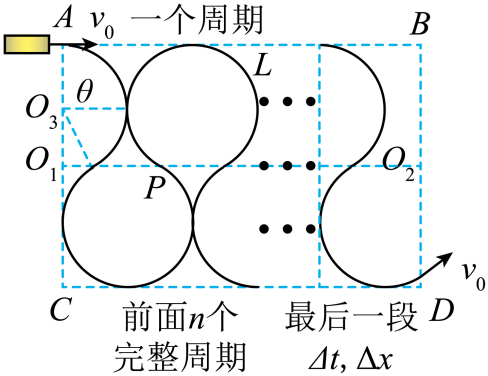 A v₀ 一个周期 B
L
O₃ θ
O₁ P O₂
C 前面n个 最后一段 D v₀
完整周期 Δt, Δx